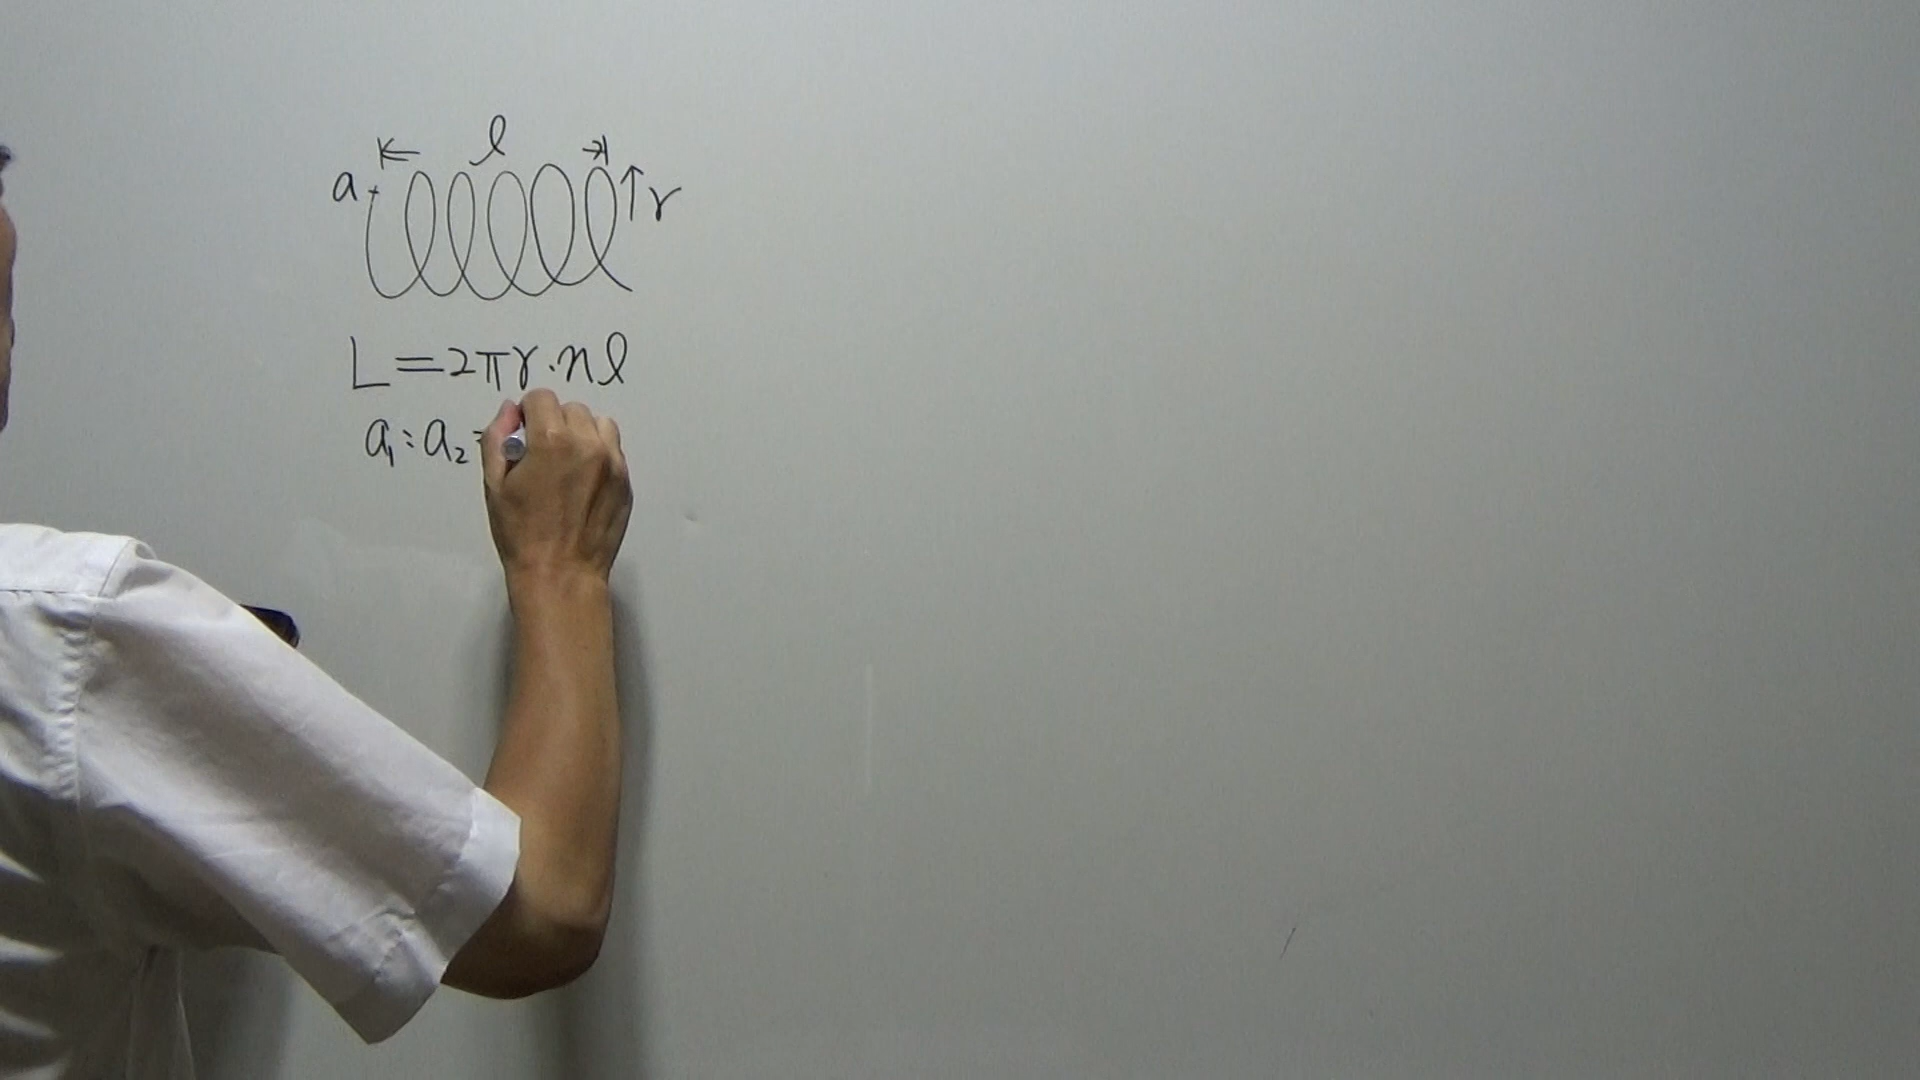 l
a r
L=2πr·nl
a₁:a₂=